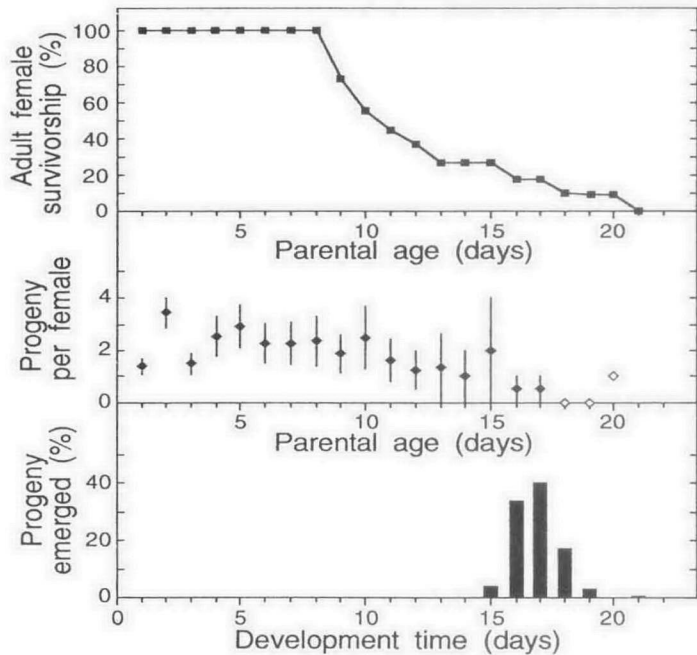 Adult female
survivorship (%)
100
80
60
40
20
0
5
10
15
20
Parental age (days)
Progeny
per female
4
2
0
5
10
15
20
Parental age (days)
Progeny
emerged (%)
40
20
0
0
5
10
15
20
Development time (days)